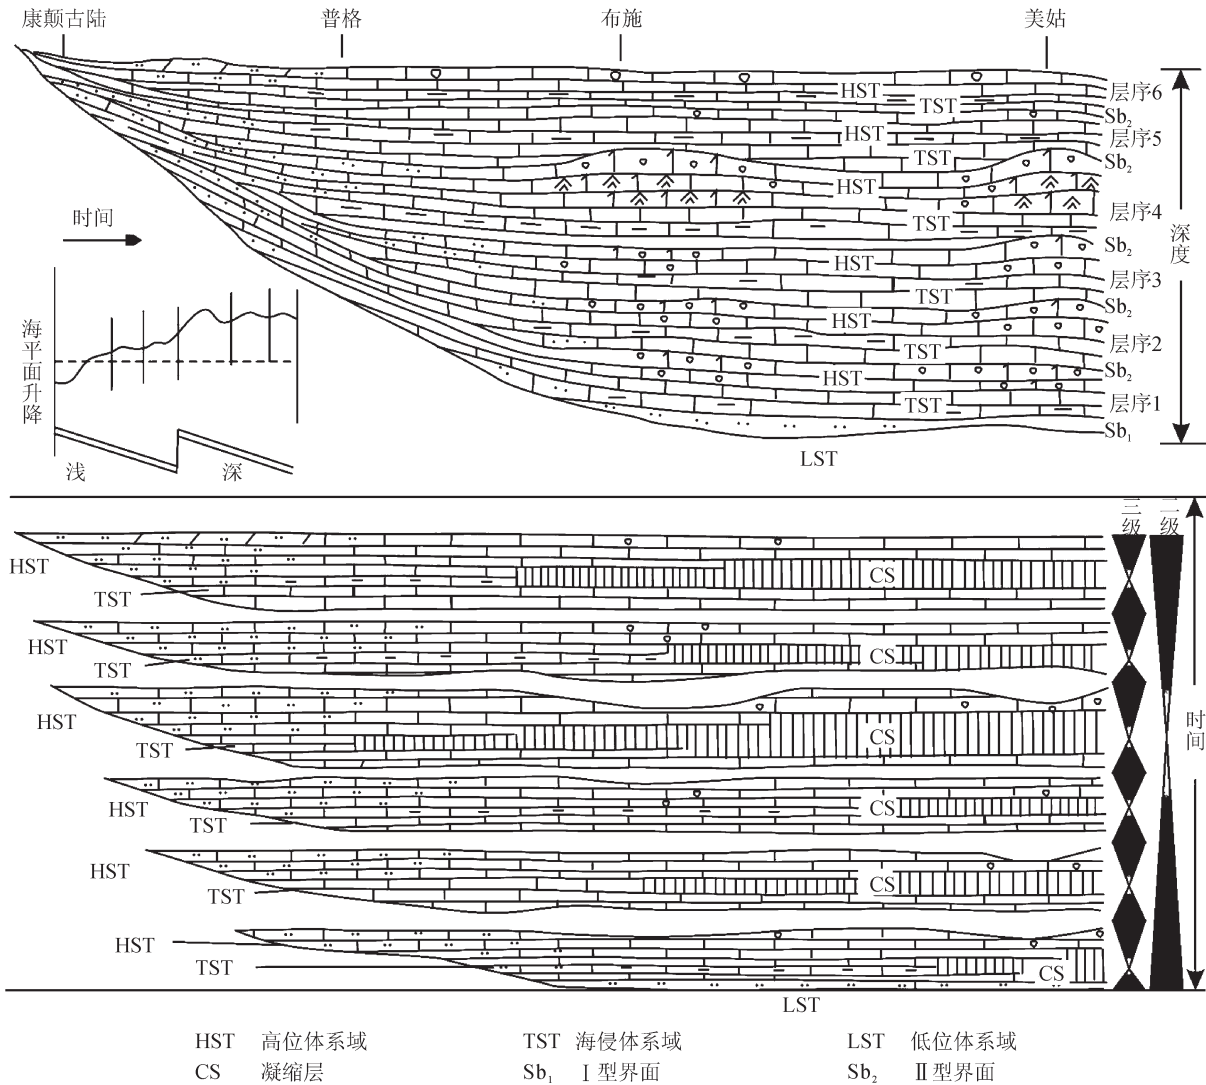 康颠古陆 普格 布施 美姑
HST 层序6
TST
Sb₂
HST 层序5
TST Sb₂
HST
时间 TST 层序4
Sb₂
HST
层序3
TST
Sb₂
HST
层序2
TST
Sb₂
HST
层序1
TST
Sb₁
LST
深度
海平面升降
浅 深
三级 二级
HST CS
TST
HST
CS
TST
HST
CS
TST
时间
HST CS
TST
HST CS
TST
HST
TST CS
LST
HST 高位体系域 TST 海侵体系域 LST 低位体系域
CS 凝缩层 Sb₁ Ⅰ型界面 Sb₂ Ⅱ型界面